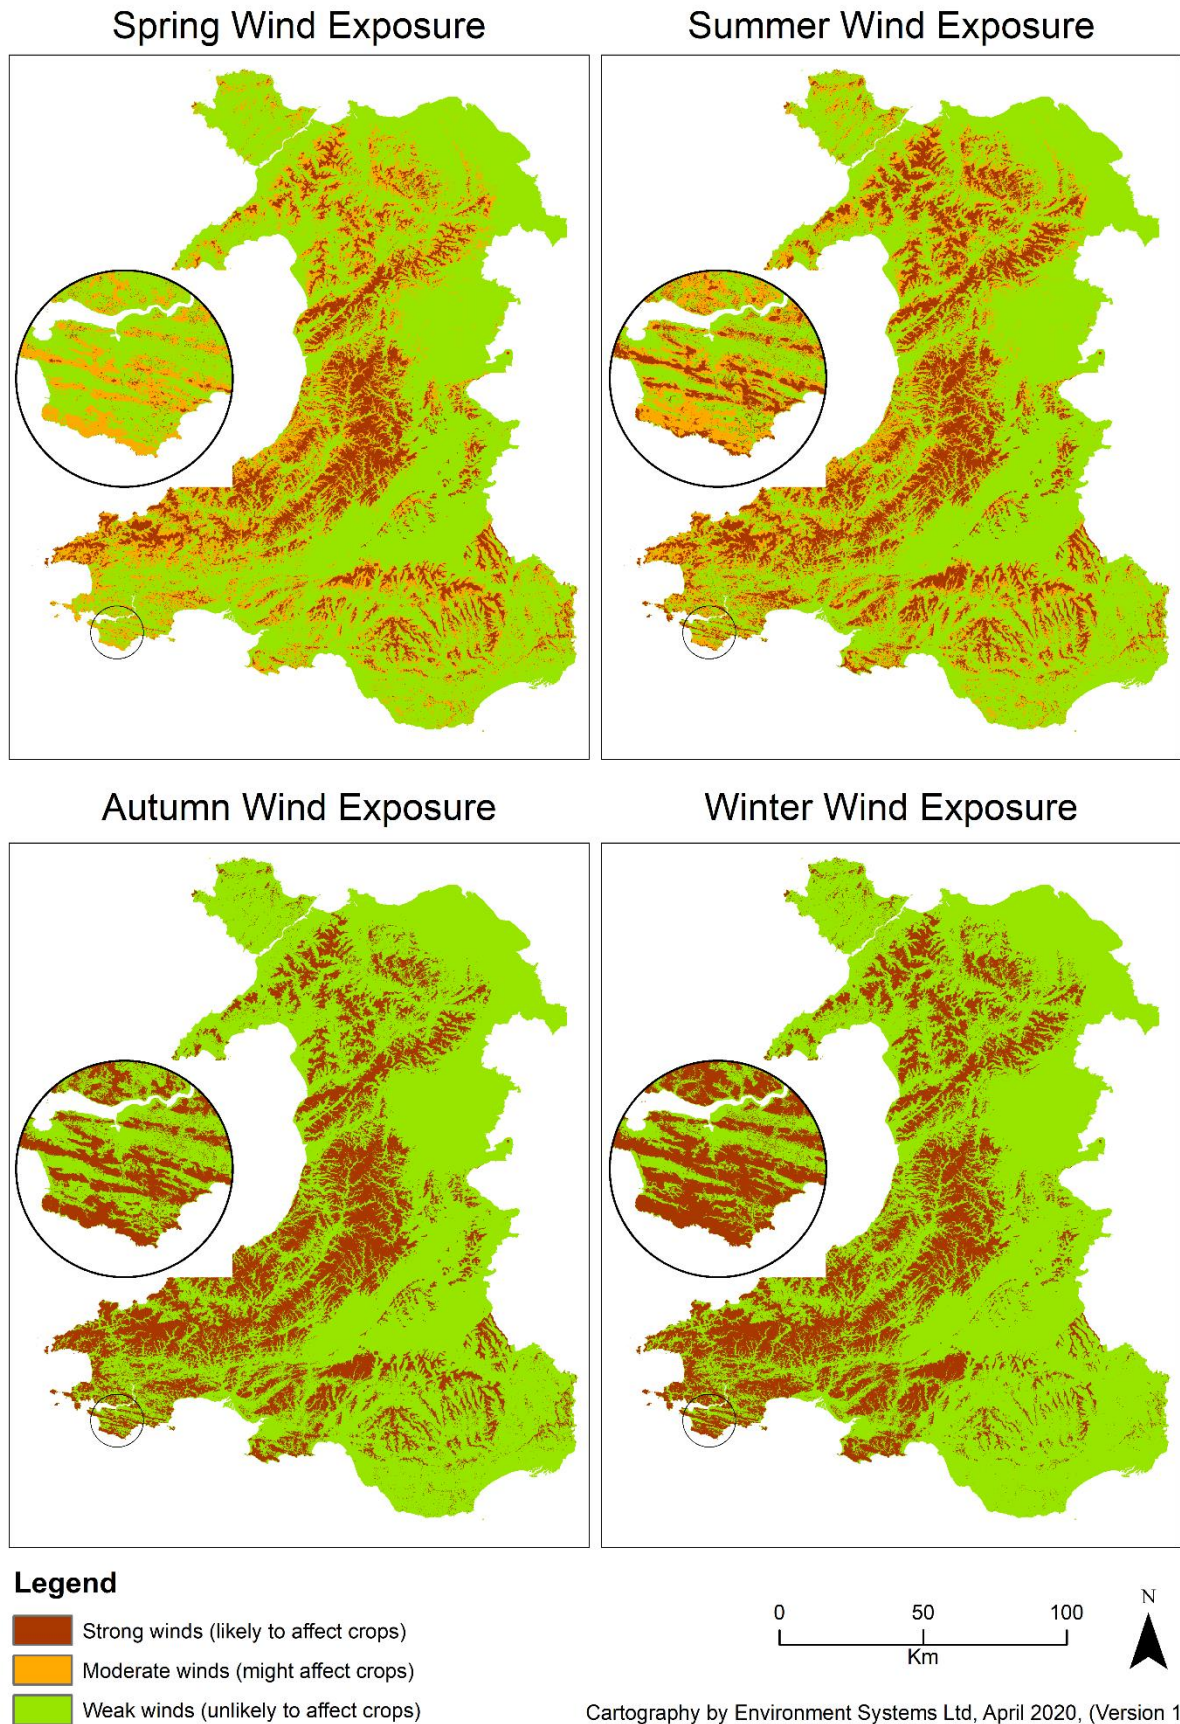 Spring Wind Exposure
Summer Wind Exposure
Autumn Wind Exposure
Winter Wind Exposure
Legend
Strong winds (likely to affect crops)
Moderate winds (might affect crops)
Weak winds (unlikely to affect crops)
0 50 100
Km
N
Cartography by Environment Systems Ltd, April 2020, (Version 1